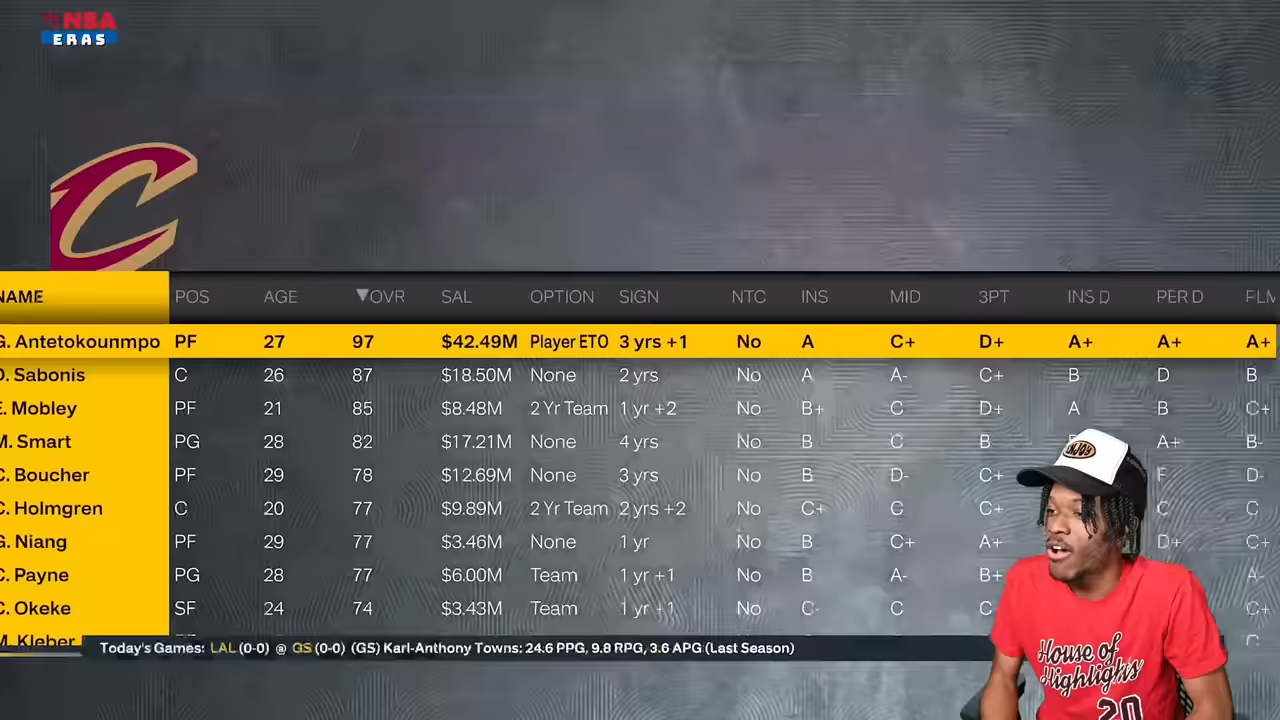 NBA
ERAS
NAME POS AGE ▼OVR SAL OPTION SIGN NTC INS MID 3PT INS D PER D PLM
G. Antetokounmpo PF 27 97 $42.49M Player ETO 3 yrs +1 No A C+ D+ A+ A+ A+
D. Sabonis C 26 87 $18.50M None 2 yrs No A A- C+ B D B
E. Mobley PF 21 85 $8.48M 2 Yr Team 1 yr +2 No B+ C D+ A B C+
M. Smart PG 28 82 $17.21M None 4 yrs No B C B A+ B-
C. Boucher PF 29 78 $12.69M None 3 yrs No B D- C+ F D-
C. Holmgren C 20 77 $9.89M 2 Yr Team 2 yrs +2 No C+ C C+ C C
G. Niang PF 29 77 $3.46M None 1 yr No B C+ A+ D+ C+
C. Payne PG 28 77 $6.00M Team 1 yr +1 No B A- B+ A-
C. Okeke SF 24 74 $3.43M Team 1 yr +1 No C- C C C+
M. Kleber C
Today's Games: LAL (0-0) @ GS (0-0) (GS) Karl-Anthony Towns: 24.6 PPG, 9.8 RPG, 3.6 APG (Last Season)
ENJOY
House of
Highlights
20